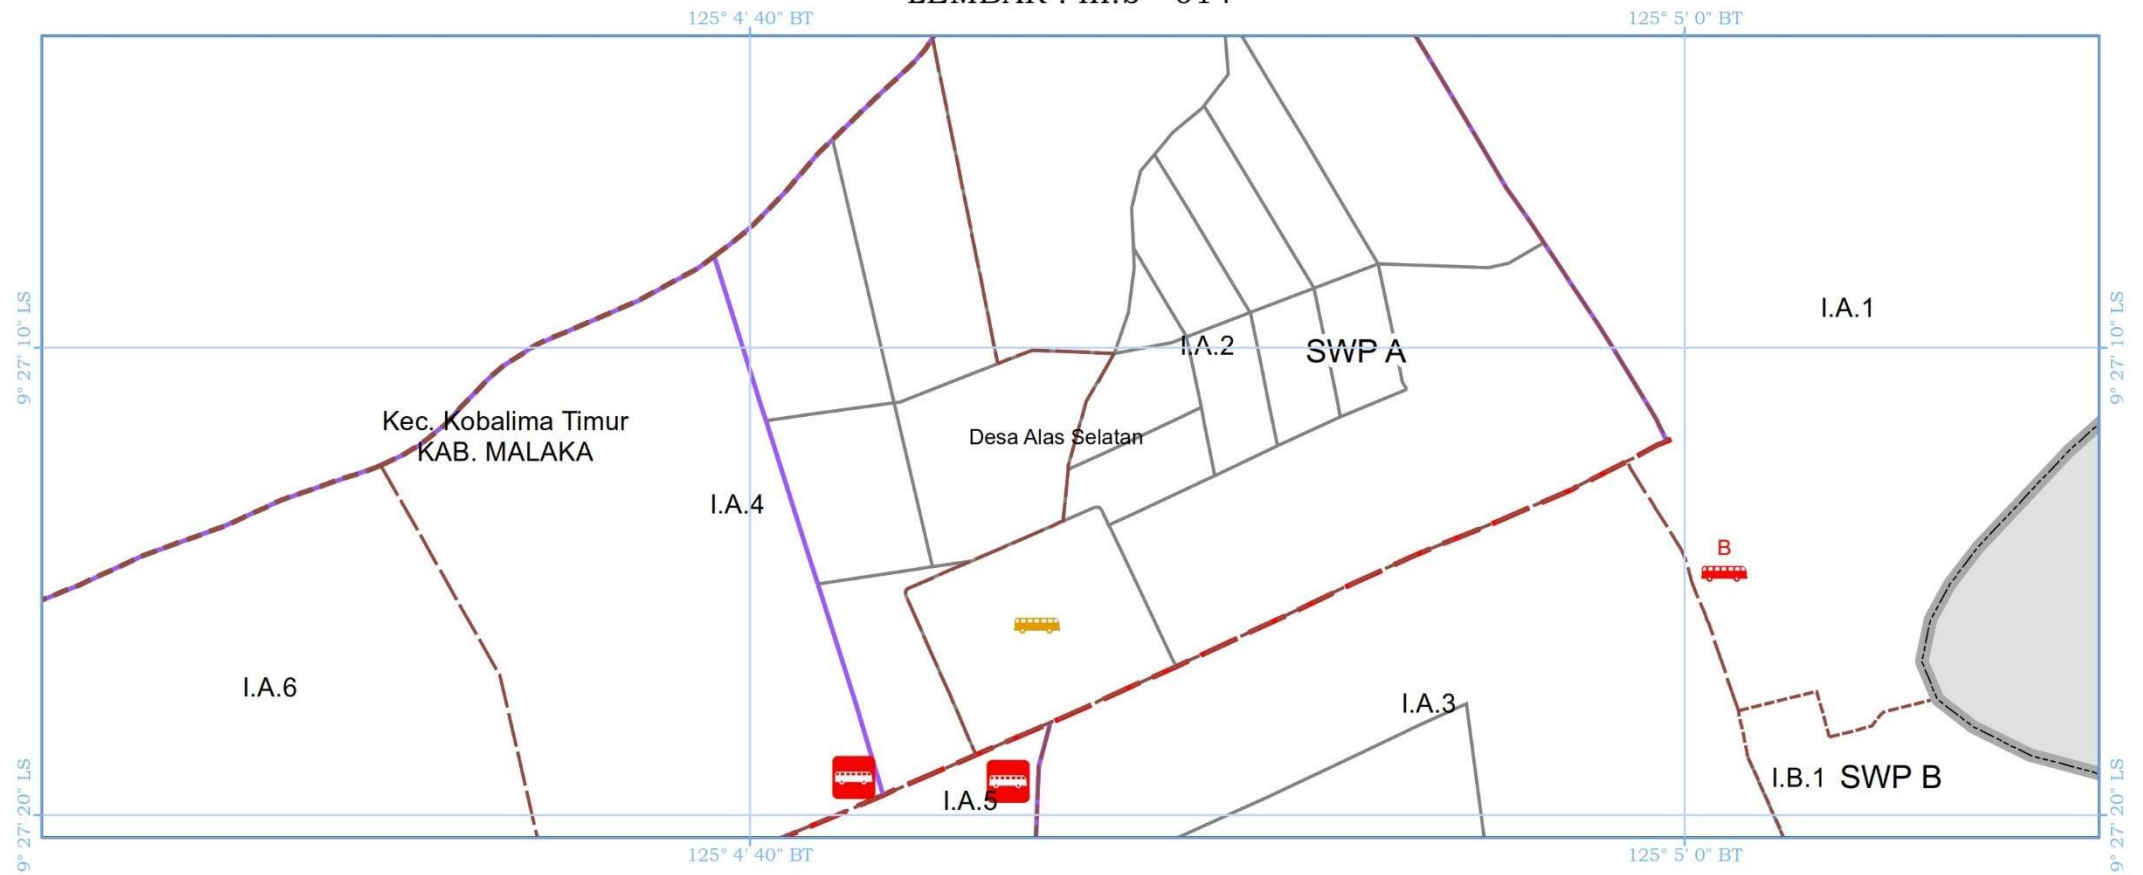 125° 4' 40" BT
125° 5' 0" BT
9° 27' 10" LS
9° 27' 10" LS
I.A.1
I.A.2
SWP A
Kec. Kobalima Timur
KAB. MALAKA
Desa Alas Selatan
I.A.4
B
I.A.6
I.A.3
I.A.5
I.B.1 SWP B
9° 27' 20" LS
9° 27' 20" LS
125° 4' 40" BT
125° 5' 0" BT